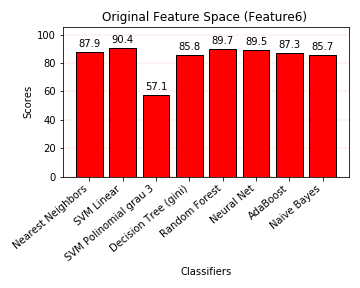 Original Feature Space (Feature6)
Scores
100
80
60
40
20
0
87.9
90.4
57.1
85.8
89.7
89.5
87.3
85.7
Nearest Neighbors
SVM Linear
SVM Polinomial grau 3
Decision Tree (gini)
Random Forest
Neural Net
AdaBoost
Naive Bayes
Classifiers